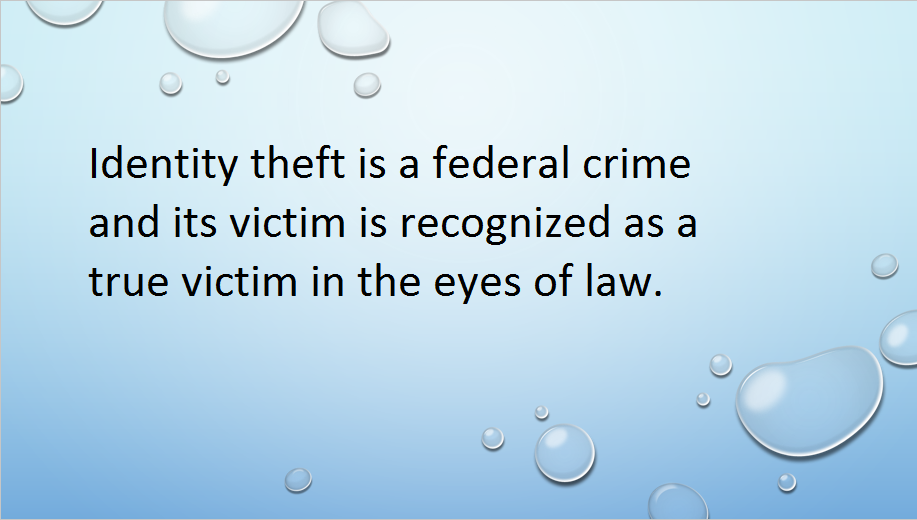 Identity theft is a federal crime
and its victim is recognized as a
true victim in the eyes of law.